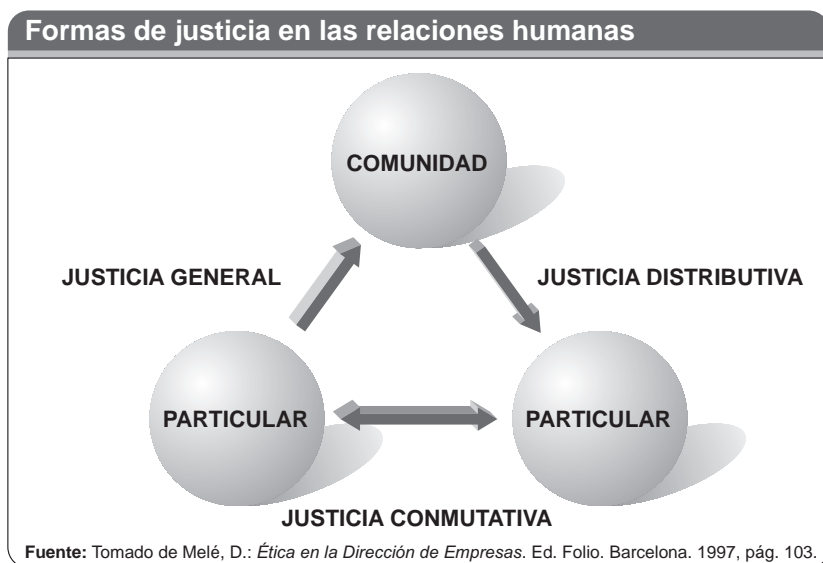 Formas de justicia en las relaciones humanas
COMUNIDAD
JUSTICIA GENERAL
JUSTICIA DISTRIBUTIVA
PARTICULAR
PARTICULAR
JUSTICIA CONMUTATIVA
Fuente: Tomado de Melé, D.: Ética en la Dirección de Empresas. Ed. Folio. Barcelona. 1997, pág. 103.